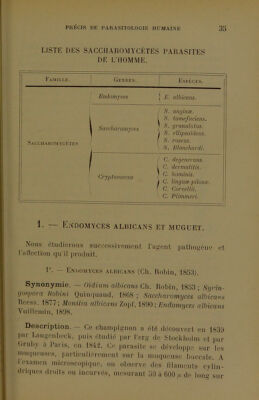 PRÉCIS DE PARASITOLOGIE HUMAINE 35
LISTE DES SACCHAROMYCÈTES PARASITES
DE L'HOMME.
FAMILLE. GENRES. ESPÈCES.
SACCHAROMYCÈTES
Endomyces
E. albicans.
Saccharomyces
S. anginæ.
S. tumefaciens.
S. granulatus.
S. ellipsoideus.
S. roseus.
S. Blanchardi.
Cryptococcus
C. degenerans.
C. dermatitis.
C. hominis.
C. linguæ pilosæ.
C. Corsellii.
C. Plimmeri.
1. — ENDOMYCES ALBICANS ET MUGUET.
Nous étudierons successivement l'agent pathogène et
l'affection qu'il produit.
1°. — ENDOMYCES ALBICANS (Ch. Robin, 1853).
Synonymie. — Oidium albicans Ch. Robin, 1853 ; Syrin-
gospora Robini Quinquaud, 1868 ; Saccharomyces albicans
Reess, 1877 ; Monilia albicans Zopf, 1890 ; Endomyces albicans
Vuillemin, 1898.
Description. — Ce champignon a été découvert en 1839
par Langenbeck, puis étudié par Berg de Stockholm et par
Gruby à Paris, en 1842. Ce parasite se développe sur les
muqueuses, particulièrement sur la muqueuse buccale. A
l'examen microscopique, on observe des filaments cylin-
driques droits ou incurvés, mesurant 50 à 600 µ de long sur